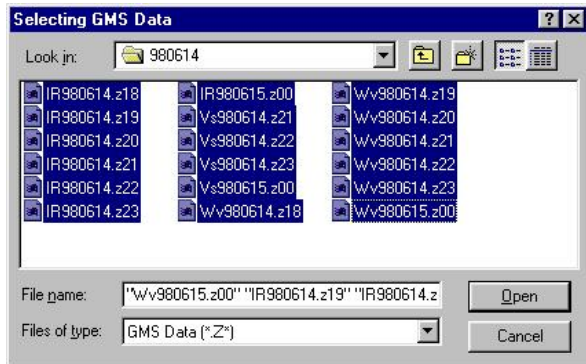 Selecting GMS Data
Look in: 980614
IR980614.z18 IR980615.z00 Wv980614.z19
IR980614.z19 Vs980614.z21 Wv980614.z20
IR980614.z20 Vs980614.z22 Wv980614.z21
IR980614.z21 Vs980614.z23 Wv980614.z22
IR980614.z22 Vs980615.z00 Wv980614.z23
IR980614.z23 Wv980614.z18 Wv980615.z00
File name: "Wv980615.z00" "IR980614.z19" "IR980614.z Open
Files of type: GMS Data (*.Z*) Cancel